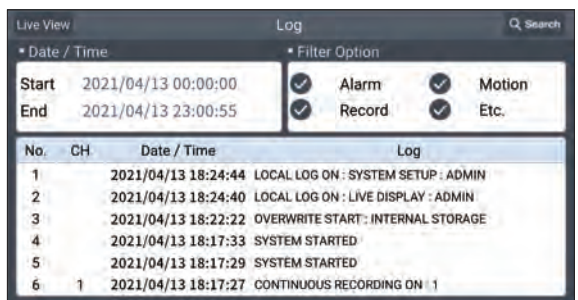 Live View Log Search
▪ Date / Time ▪ Filter Option
Start 2021/04/13 00:00:00 Alarm Motion
End 2021/04/13 23:00:55 Record Etc.
No. CH Date / Time Log
1 2021/04/13 18:24:44 LOCAL LOG ON : SYSTEM SETUP : ADMIN
2 2021/04/13 18:24:40 LOCAL LOG ON : LIVE DISPLAY : ADMIN
3 2021/04/13 18:22:22 OVERWRITE START : INTERNAL STORAGE
4 2021/04/13 18:17:33 SYSTEM STARTED
5 2021/04/13 18:17:29 SYSTEM STARTED
6 1 2021/04/13 18:17:27 CONTINUOUS RECORDING ON : 1